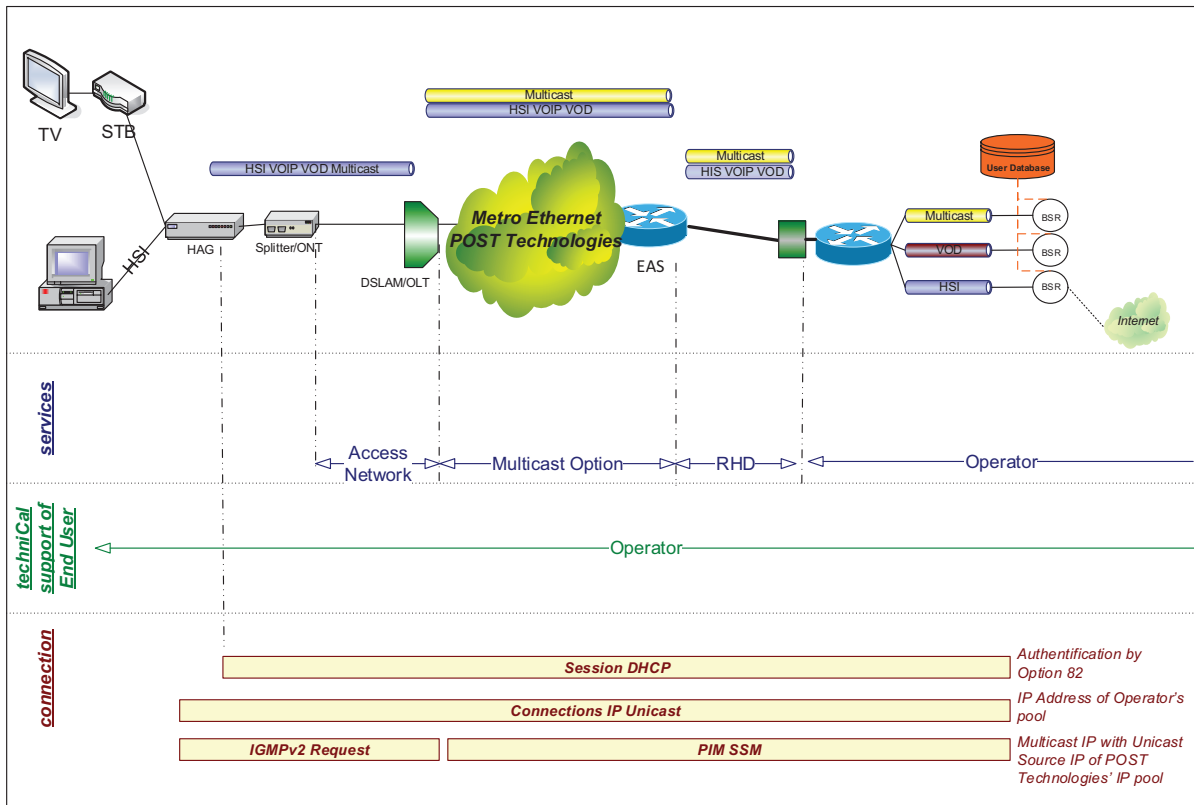 Multicast
HSI VOIP VOD
TV
STB
HSI VOIP VOD Multicast
Multicast
HIS VOIP VOD
User Database
Metro Ethernet
POST Technologies
Multicast
BSR
VOD
BSR
HSI
BSR
HSI
HAG
Splitter/ONT
DSLAM/OLT
EAS
Internet
services
Access
Network
Multicast Option
RHD
Operator
techniCal
support of
End User
Operator
connection
Session DHCP
Authentification by
Option 82
Connections IP Unicast
IP Address of Operator's
pool
IGMPv2 Request
PIM SSM
Multicast IP with Unicast
Source IP of POST
Technologies' IP pool